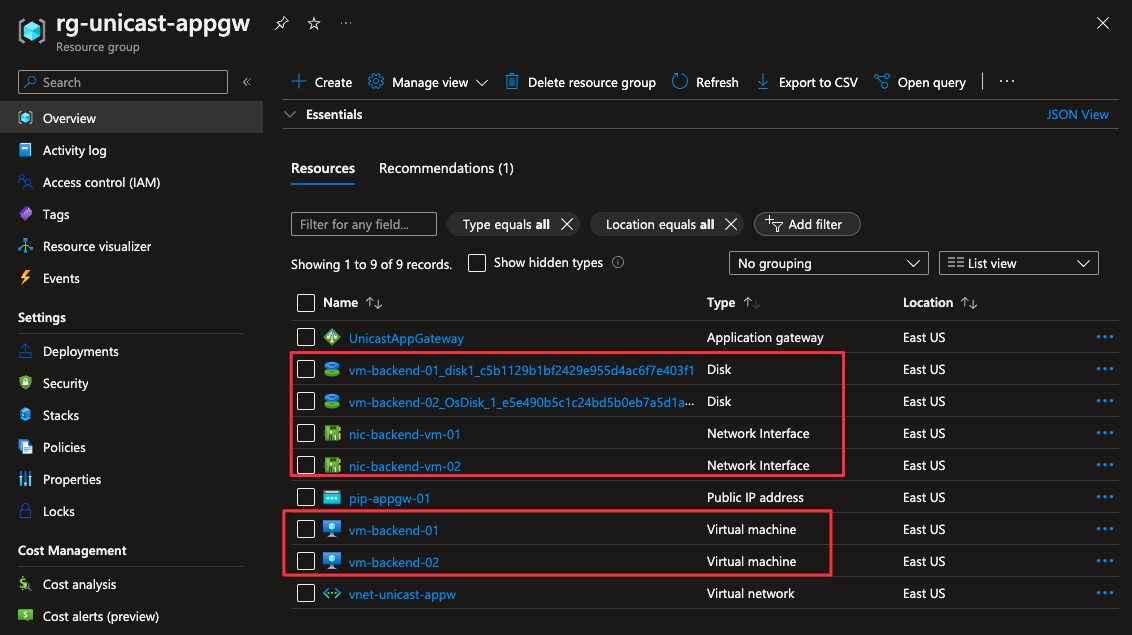 rg-unicast-appgw
Resource group
Search
Overview
Activity log
Access control (IAM)
Tags
Resource visualizer
Events
Settings
Deployments
Security
Stacks
Policies
Properties
Locks
Cost Management
Cost analysis
Cost alerts (preview)
Create Manage view Delete resource group Refresh Export to CSV Open query
Essentials JSON View
Resources Recommendations (1)
Filter for any field... Type equals all Location equals all Add filter
Showing 1 to 9 of 9 records. Show hidden types No grouping List view
Name Type Location
UnicastAppGateway Application gateway East US
vm-backend-01_disk1_c5b1129b1bf2429e955d4ac6f7e403f1 Disk East US
vm-backend-02_OsDisk_1_e5e490b5c1c24bd5b0eb7a5d1a... Disk East US
nic-backend-vm-01 Network Interface East US
nic-backend-vm-02 Network Interface East US
pip-appgw-01 Public IP address East US
vm-backend-01 Virtual machine East US
vm-backend-02 Virtual machine East US
vnet-unicast-appw Virtual network East US